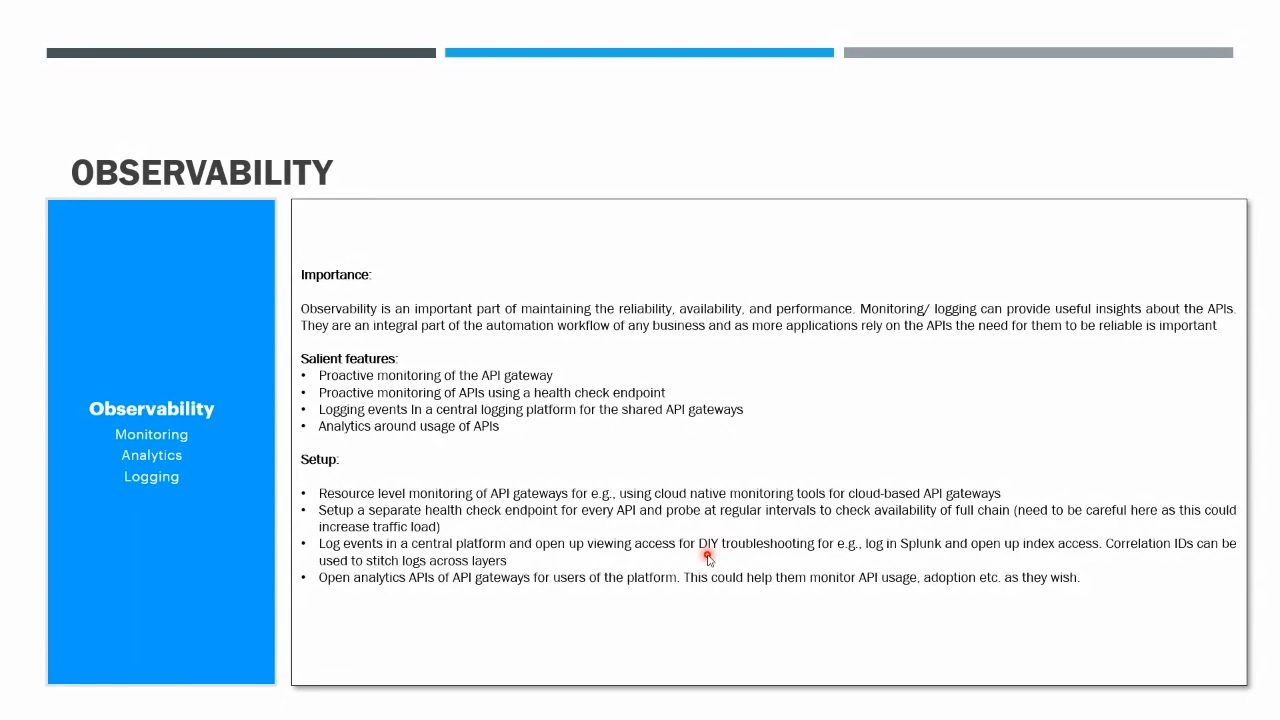 OBSERVABILITY
Observability
Monitoring
Analytics
Logging
Importance:
Observability is an important part of maintaining the reliability, availability, and performance. Monitoring/ logging can provide useful insights about the APIs.
They are an integral part of the automation workflow of any business and as more applications rely on the APIs the need for them to be reliable is important
Salient features:
• Proactive monitoring of the API gateway
• Proactive monitoring of APIs using a health check endpoint
• Logging events In a central logging platform for the shared API gateways
• Analytics around usage of APIs
Setup:
• Resource level monitoring of API gateways for e.g., using cloud native monitoring tools for cloud-based API gateways
• Setup a separate health check endpoint for every API and probe at regular intervals to check availability of full chain (need to be careful here as this could
increase traffic load)
• Log events in a central platform and open up viewing access for DIY troubleshooting for e.g., log in Splunk and open up index access. Correlation IDs can be
used to stitch logs across layers
• Open analytics APIs of API gateways for users of the platform. This could help them monitor API usage, adoption etc. as they wish.